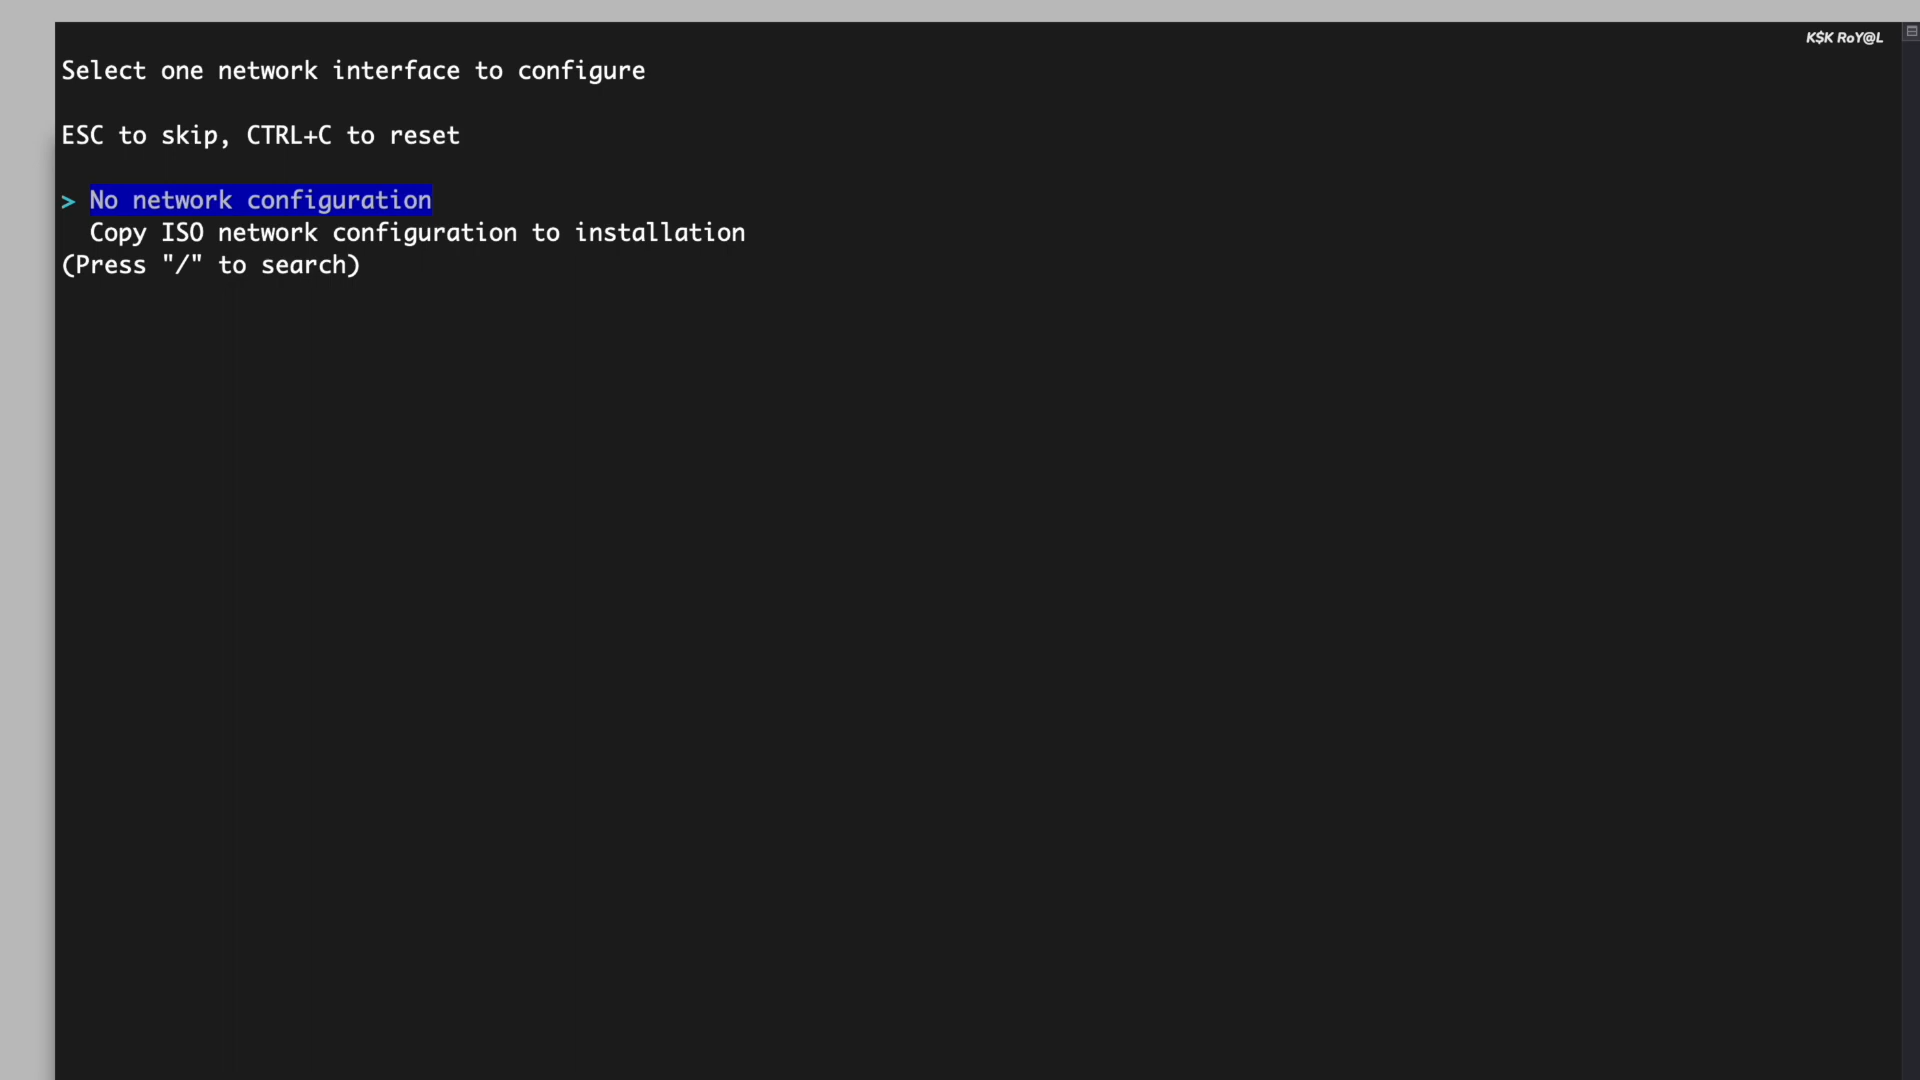 K$K RoY@L
Select one network interface to configure
ESC to skip, CTRL+C to reset
> No network configuration
Copy ISO network configuration to installation
(Press "/" to search)